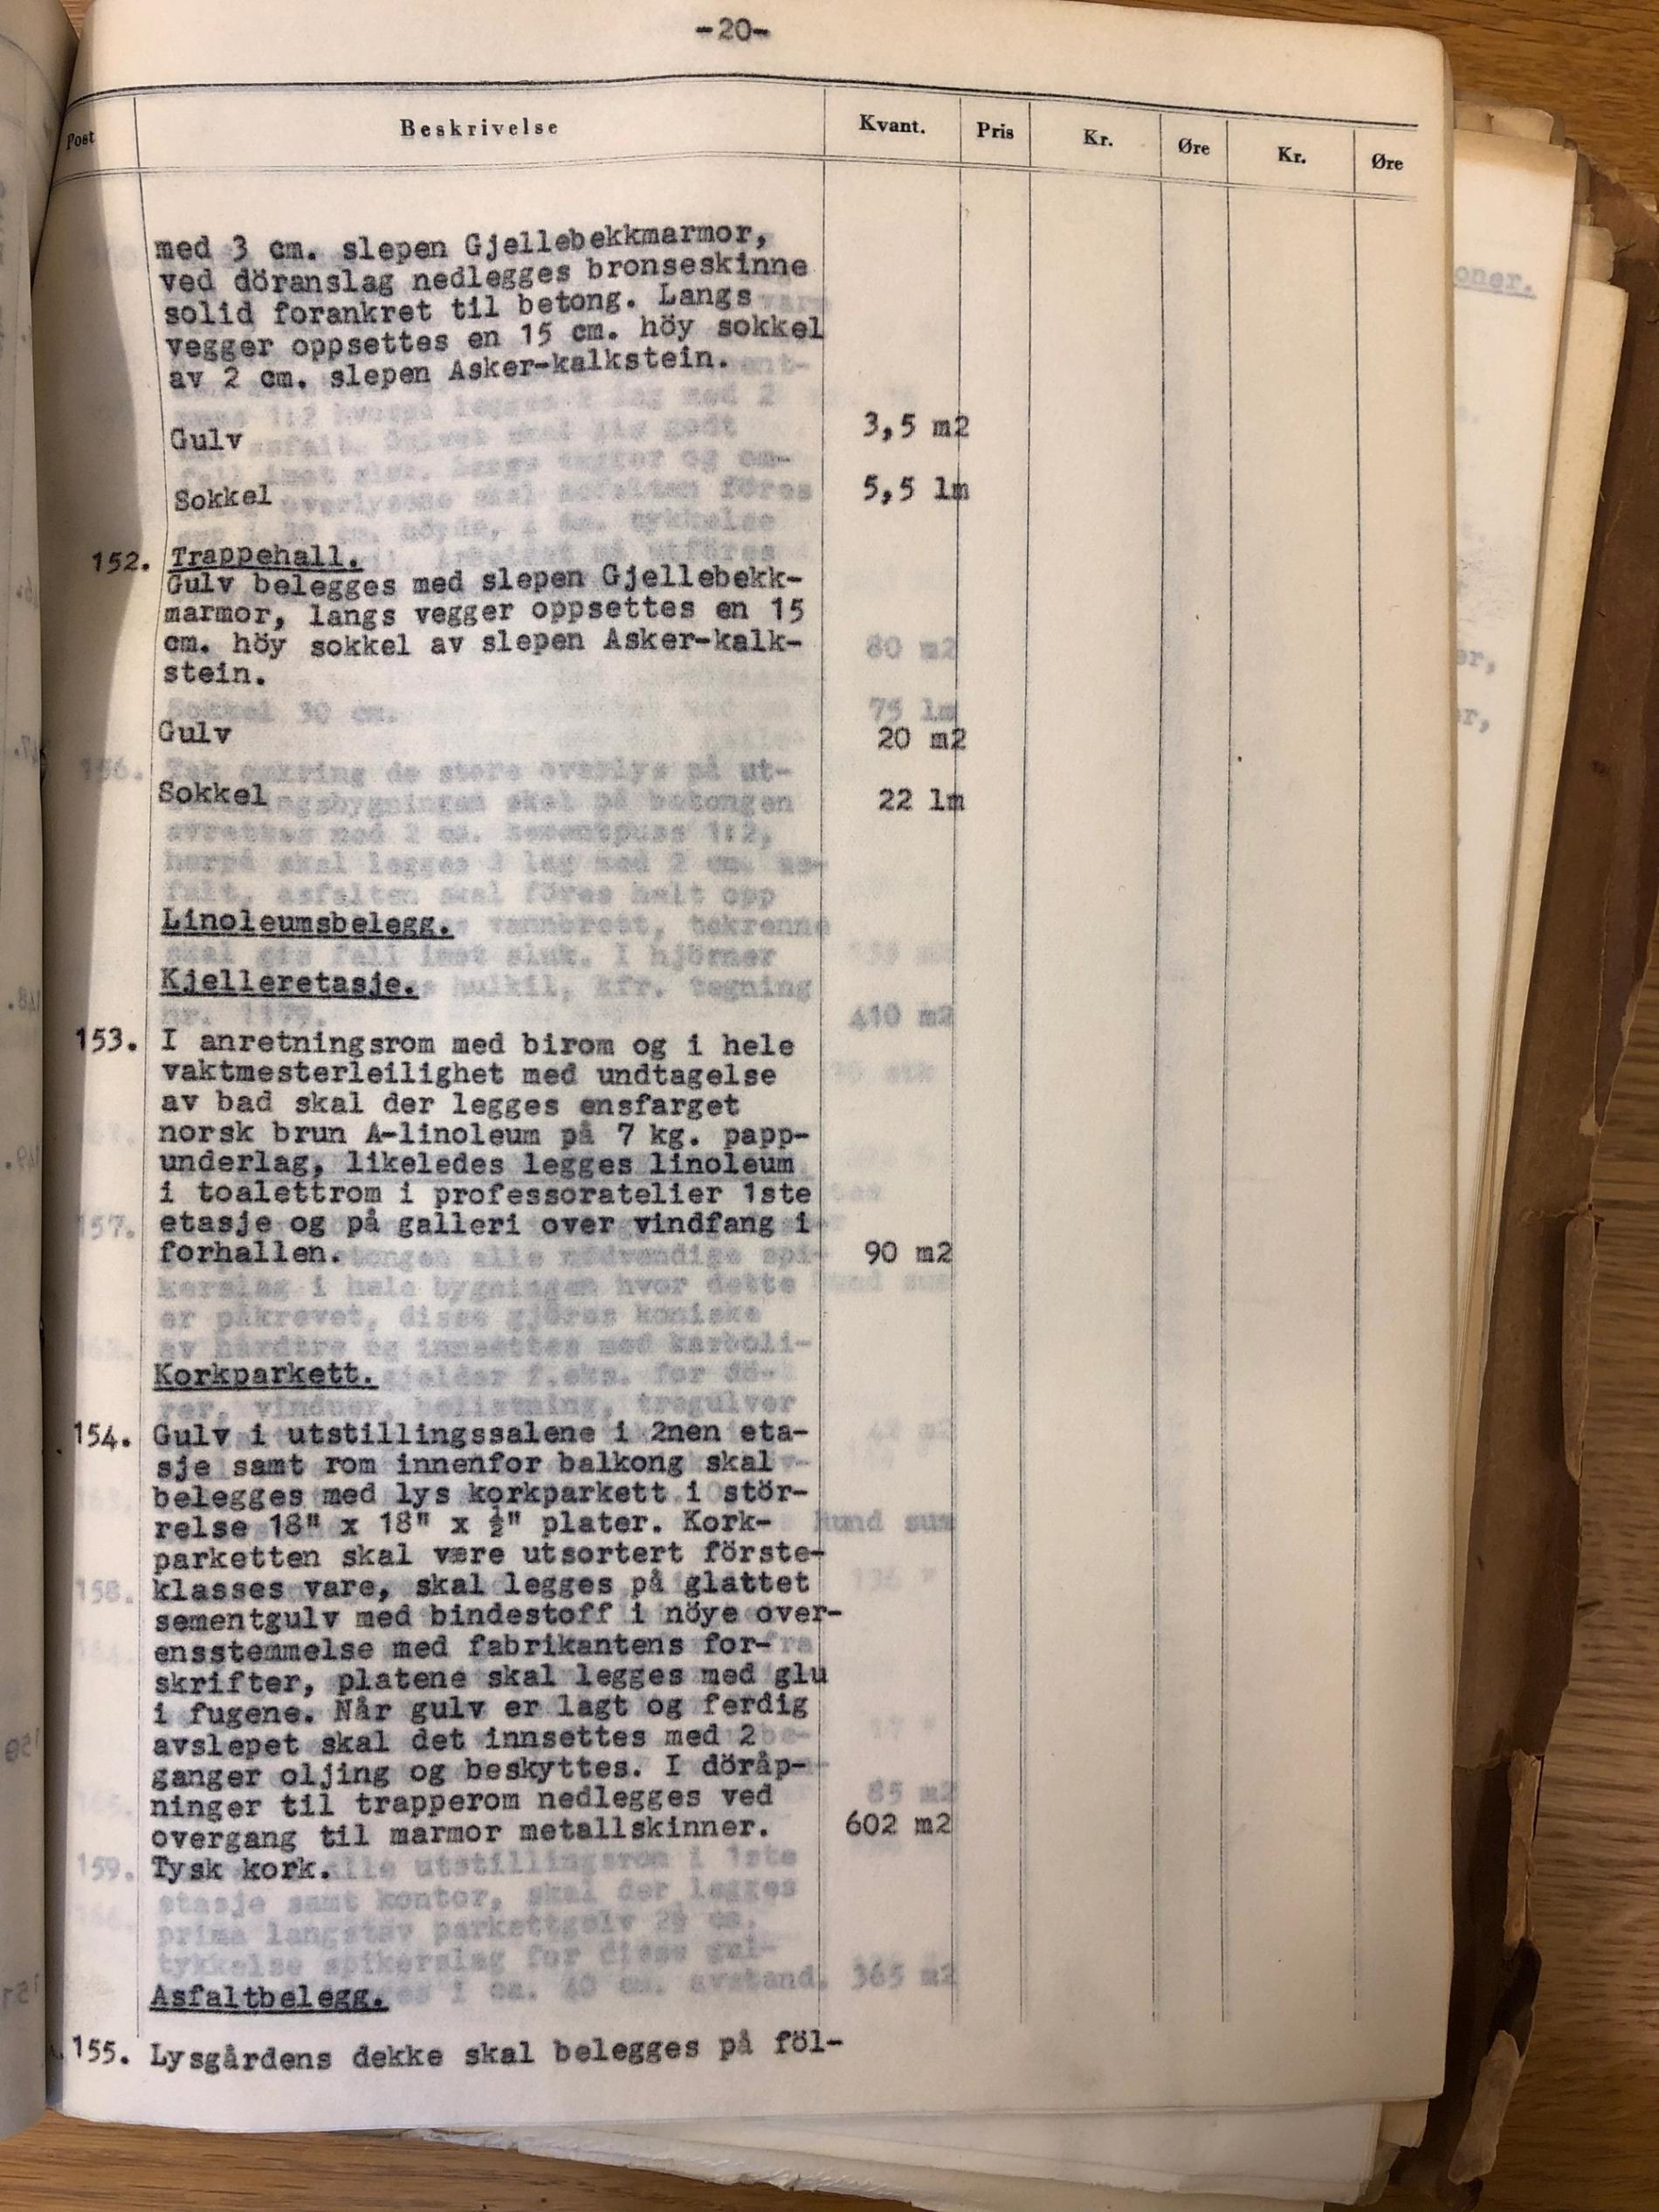 -20-
Post Beskrivelse Kvant. Pris Kr. Øre Kr. Øre
med 3 cm. slepen Gjellebekkmarmor,
ved döranslag nedlegges bronseskinne
solid forankret til betong. Langs
vegger oppsettes en 15 cm. höy sokkel
av 2 cm. slepen Asker-kalkstein.
Gulv 3,5 m2
Sokkel 5,5 lm
152. Trappehall.
Gulv belegges med slepen Gjellebekk-
marmor, langs vegger oppsettes en 15
cm. höy sokkel av slepen Asker-kalk-
stein.
Gulv 20 m2
Sokkel 22 lm
Linoleumsbelegg.
Kjelleretasje.
153. I anretningsrom med birom og i hele
vaktmesterleilighet med undtagelse
av bad skal der legges ensfarget
norsk brun A-linoleum på 7 kg. papp-
underlag, likeledes legges linoleum
i toalettrom i professoratelier 1ste
etasje og på galleri over vindfang i
forhallen. 90 m2
Korkparkett.
154. Gulv i utstillingssalene i 2nen eta-
sje samt rom innenfor balkong skal
belegges med lys korkparkett i stör-
relse 18" x 18" x ½" plater. Kork-
parketten skal være utsortert förste-
klasses vare, skal legges på glattet
sementgulv med bindestoff i nöye over-
ensstemmelse med fabrikantens for-
skrifter, platene skal legges med glu
i fugene. Når gulv er lagt og ferdig
avslepet skal det innsettes med 2
ganger oljing og beskyttes. I döråp-
ninger til trapperom nedlegges ved
overgang til marmor metallskinner. 602 m2
Tysk kork.
Asfaltbelegg.
155. Lysgårdens dekke skal belegges på föl-